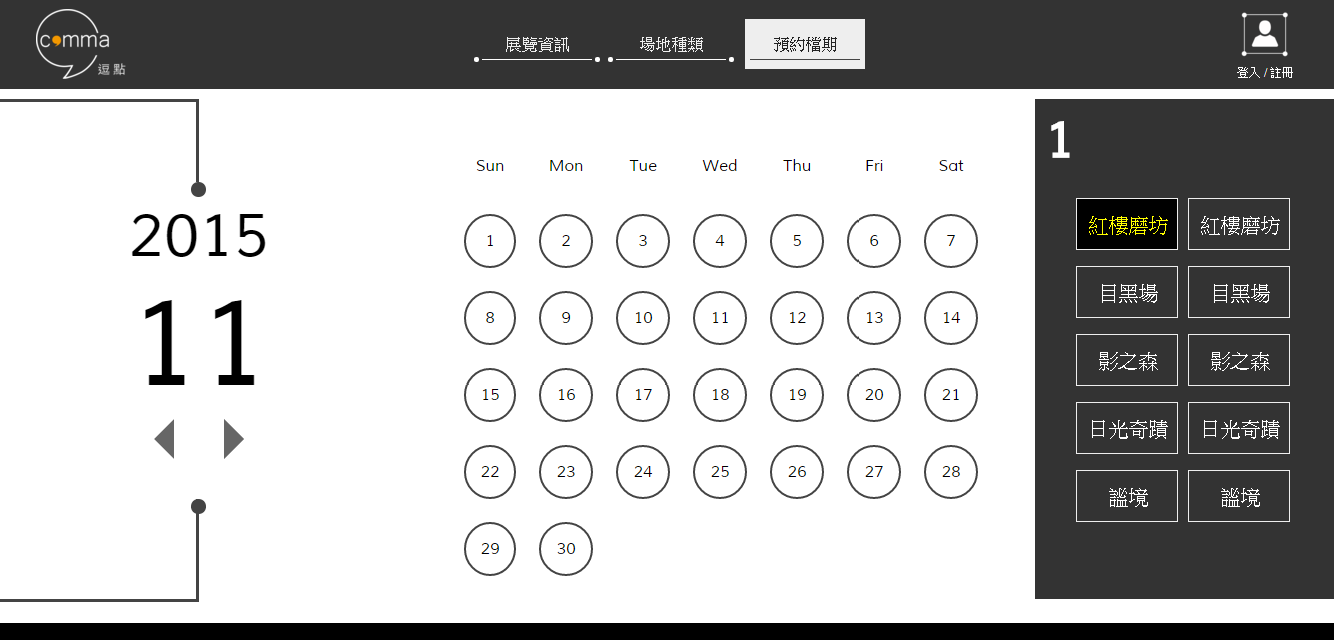 comma
逗點
展覽資訊 場地種類 預約檔期
登入 / 註冊
2015
11
Sun Mon Tue Wed Thu Fri Sat
1 2 3 4 5 6 7
8 9 10 11 12 13 14
15 16 17 18 19 20 21
22 23 24 25 26 27 28
29 30
1
紅樓磨坊 紅樓磨坊
目黑場 目黑場
影之森 影之森
日光奇蹟 日光奇蹟
謐境 謐境